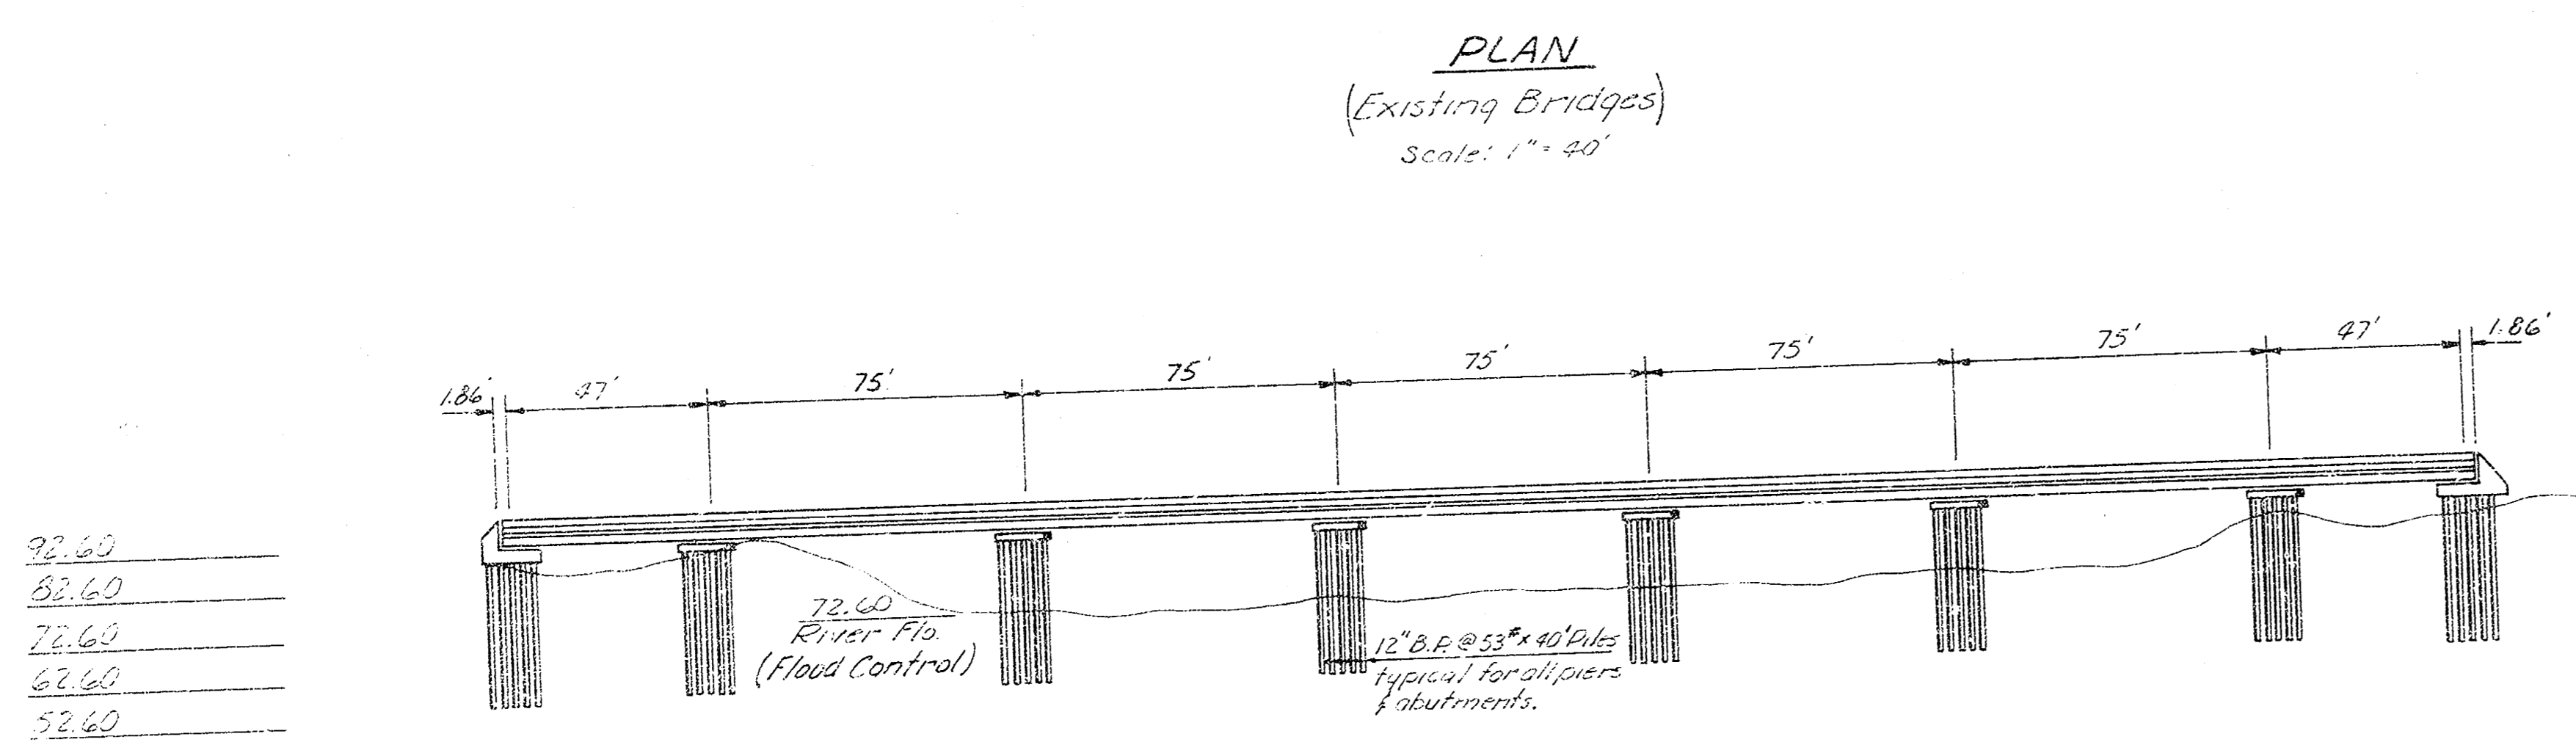 PLAN
(Existing Bridges)
Scale: 1" = 40'
1.86' 47' 75' 75' 75' 75' 75' 47' 1.86'
92.60
82.60
72.60
62.60
52.60
72.60
River Flo.
(Flood Control)
12" B.P. @ 53# x 40' Piles
typical for all piers
& abutments.